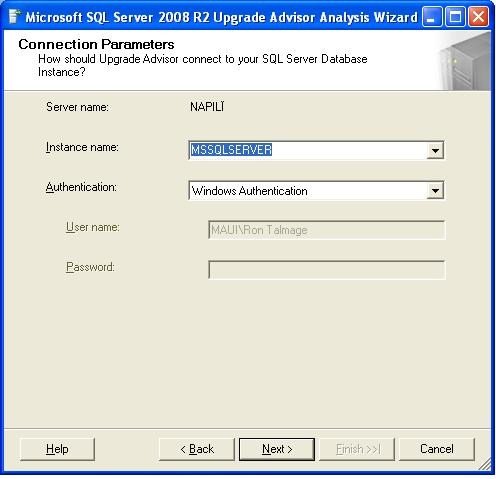 Microsoft SQL Server 2008 R2 Upgrade Advisor Analysis Wizard
Connection Parameters
How should Upgrade Advisor connect to your SQL Server Database
Instance?
Server name: NAPILI
Instance name: MSSQLSERVER
Authentication: Windows Authentication
User name: MAUI\Ron Talmage
Password:
Help < Back Next > Finish >>| Cancel